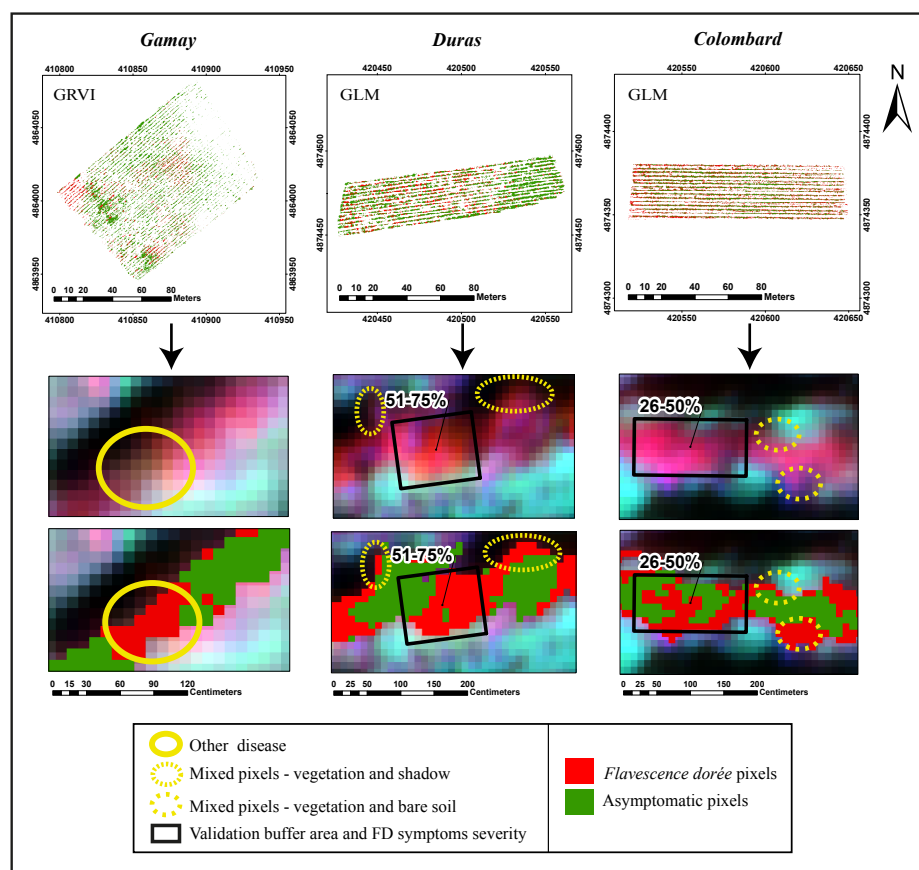 Gamay
Duras
Colombard
410800 410850 410900 410950
420450 420500 420550
420550 420600 420650
GRVI
GLM
GLM
N
4864050
4864000
4863950
4864050
4864000
4863950
4874500
4874450
4874500
4874450
4874400
4874350
4874300
4874400
4874350
4874300
0 10 20 40 60 80
Meters
0 10 20 40 60 80
Meters
0 10 20 40 60 80
Meters
410800 410850 410900 410950
420450 420500 420550
420550 420600 420650
51-75%
26-50%
51-75%
26-50%
0 15 30 60 90 120
Centimeters
0 25 50 100 150 200
Centimeters
0 25 50 100 150 200
Centimeters
Other disease
Mixed pixels - vegetation and shadow
Mixed pixels - vegetation and bare soil
Validation buffer area and FD symptoms severity
Flavescence dorée pixels
Asymptomatic pixels